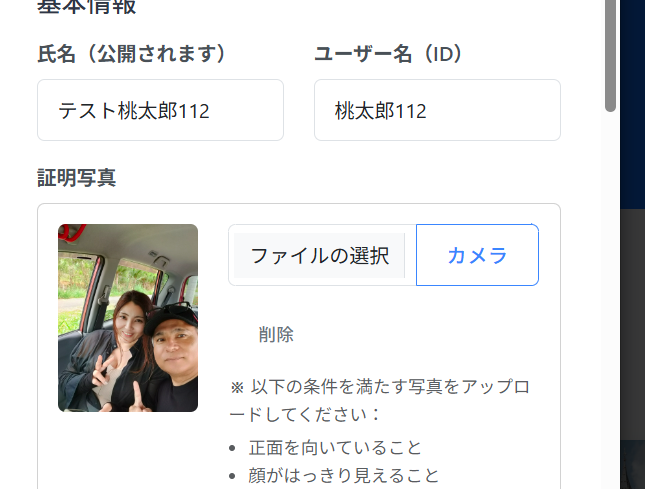 基本情報
氏名（公開されます）
ユーザー名（ID）
テスト桃太郎112
桃太郎112
証明写真
ファイルの選択
カメラ
削除
※ 以下の条件を満たす写真をアップロ
ードしてください：
• 正面を向いていること
• 顔がはっきり見えること